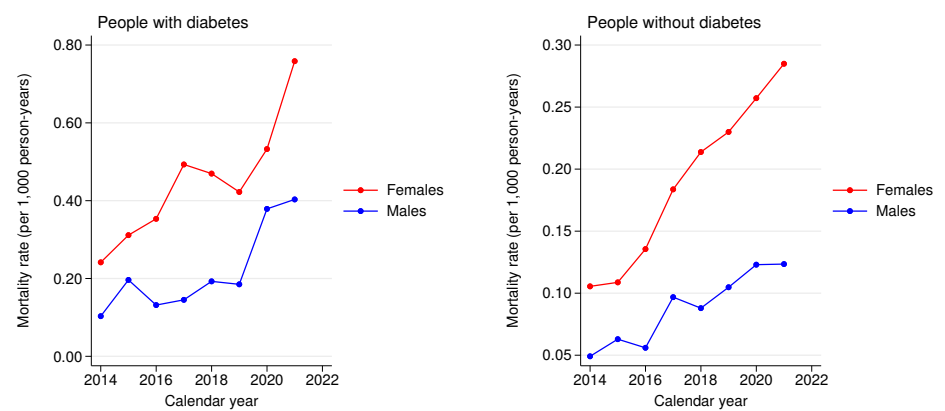 People with diabetes
Mortality rate (per 1,000 person-years)
0.80
0.60
0.40
0.20
0.00
2014 2016 2018 2020 2022
Calendar year
Females
Males
People without diabetes
Mortality rate (per 1,000 person-years)
0.30
0.25
0.20
0.15
0.10
0.05
2014 2016 2018 2020 2022
Calendar year
Females
Males